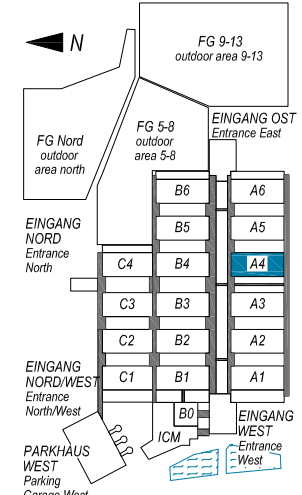 FG 9-13
outdoor area 9-13
N
FG Nord
outdoor
area north
FG 5-8
outdoor
area 5-8
EINGANG OST
Entrance East
B6
A6
EINGANG
NORD
Entrance
North
B5
A5
C4
B4
A4
C3
B3
A3
C2
B2
A2
EINGANG
NORD/WEST
Entrance
North/West
C1
B1
A1
B0
ICM
EINGANG
WEST
Entrance
West
PARKHAUS
WEST
Parking
Garage West